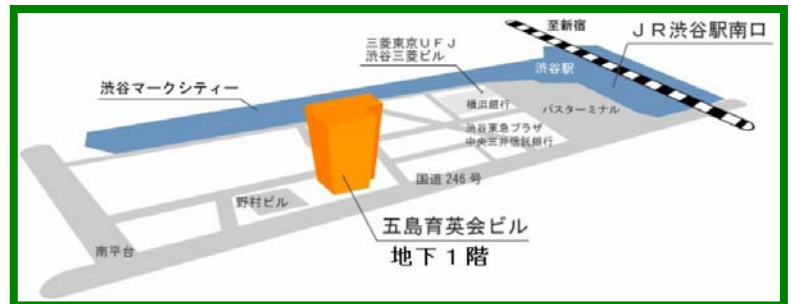 至新宿
JR渋谷駅南口
三菱東京UFJ
渋谷三菱ビル
渋谷駅
渋谷マークシティー
横浜銀行
バスターミナル
渋谷東急プラザ
中央三井信託銀行
国道246号
野村ビル
五島育英会ビル
南平台
地下1階